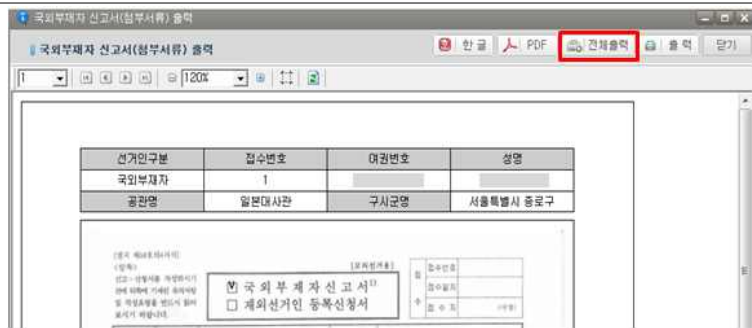 국외부재자 신고서(첨부서류) 출력
국외부재자 신고서(첨부서류) 출력
한글 PDF 전체출력 출력 닫기
1 120%
선거인구분 접수번호 여권번호 성명
국외부재자 1
공관명 일본대사관 구시군명 서울특별시 종로구
국외부재자신고서
재외선거인 등록신청서